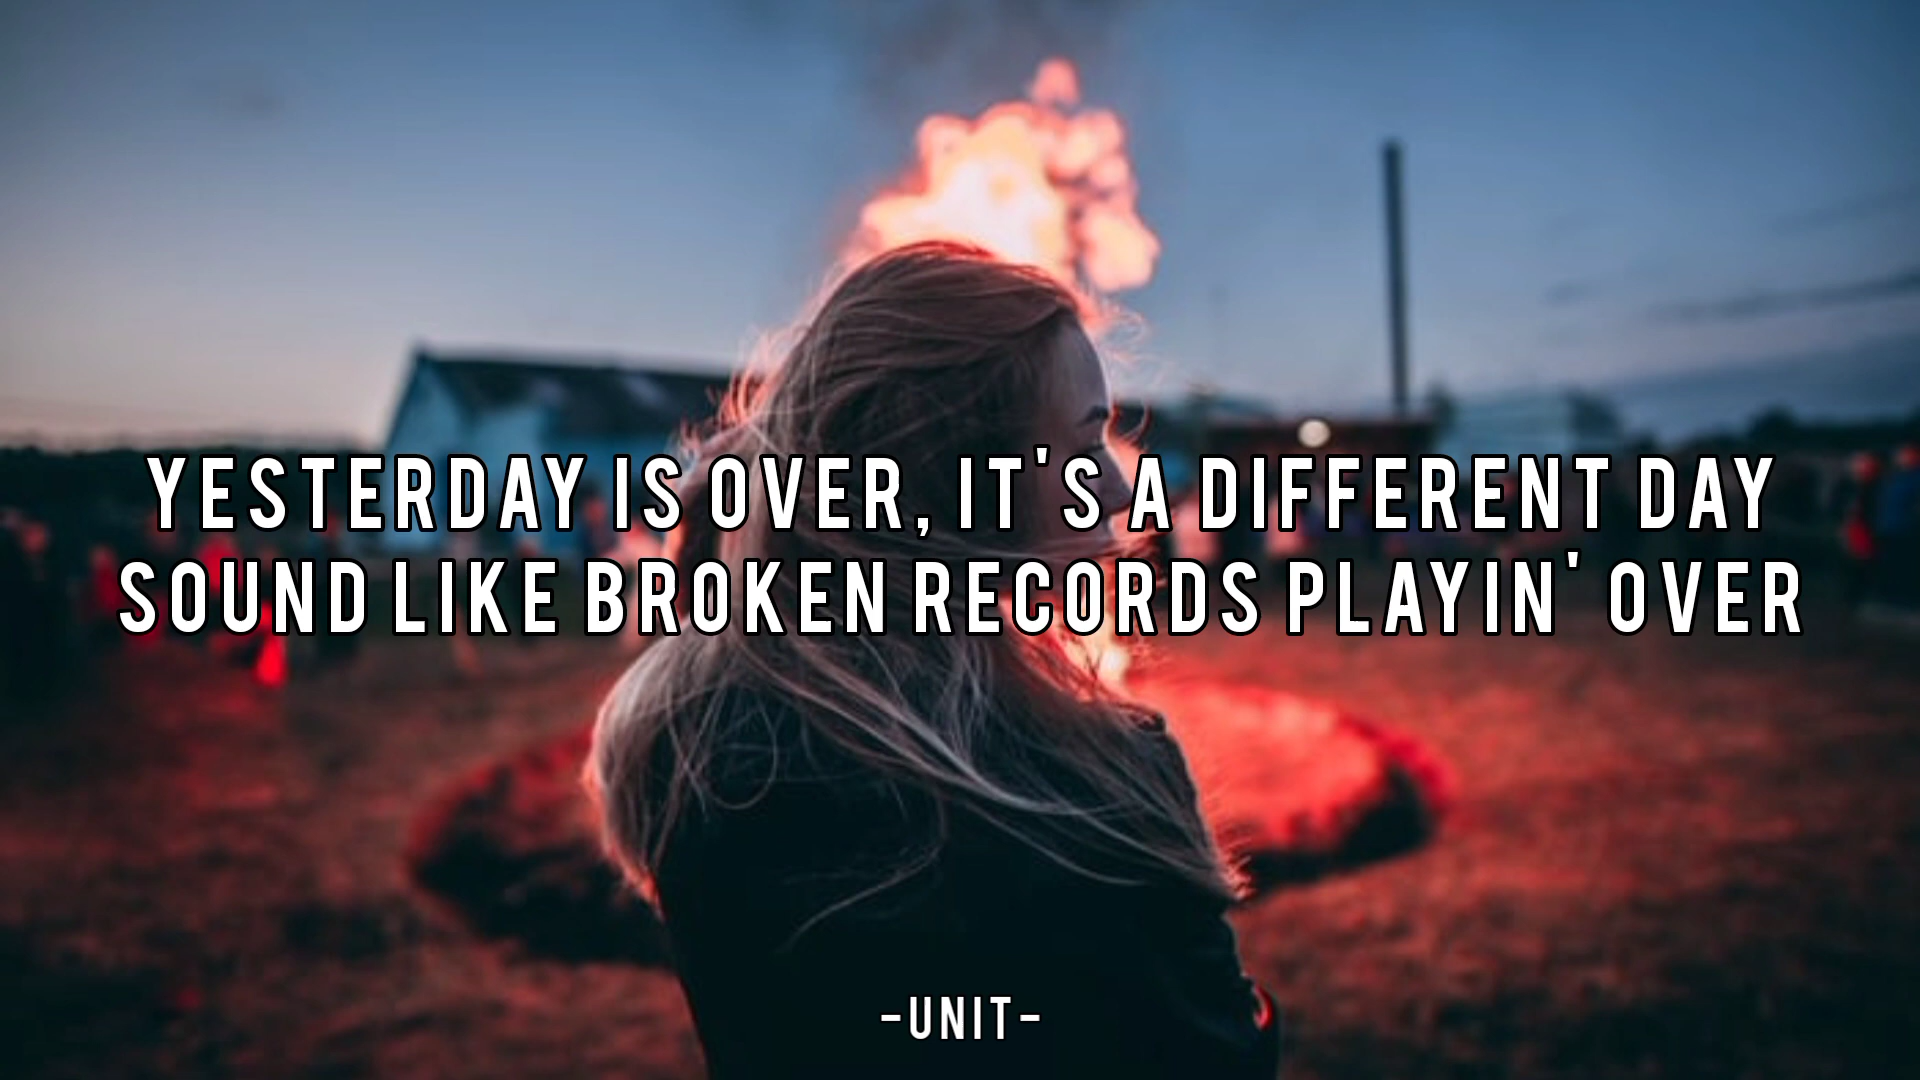 YESTERDAY IS OVER, IT'S A DIFFERENT DAY
SOUND LIKE BROKEN RECORDS PLAYIN' OVER
-UNIT-